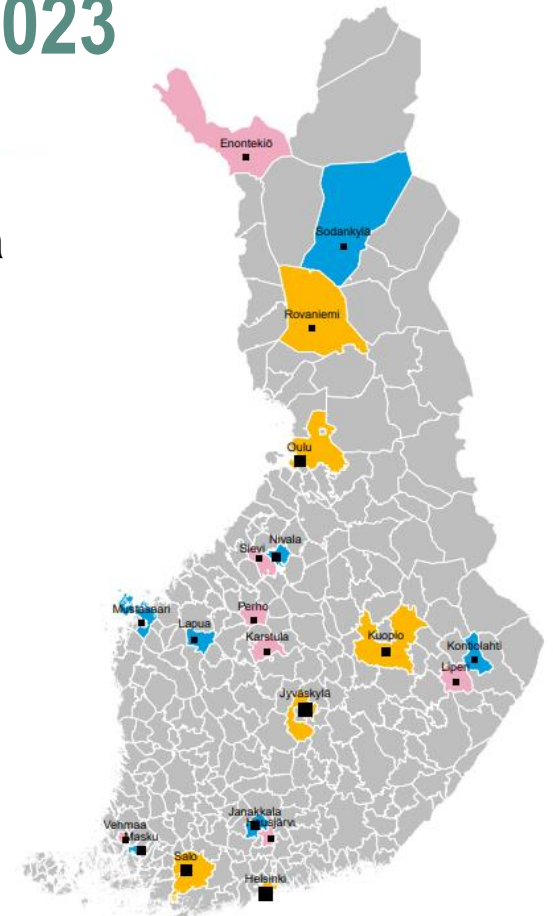 023
Enontekiö
Sodankylä
Rovaniemi
Oulu
Nivala
Sievi
Perho
Mustasaari
Lapua
Karstula
Kuopio
Kontiolahti
Liperi
Jyväskylä
Janakkala
Vehmaa
Masku
Salo
Helsinki